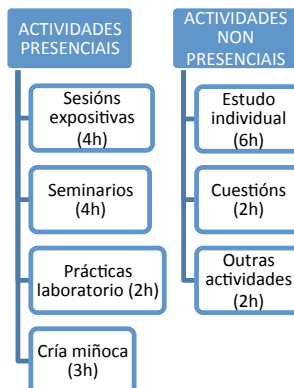 ACTIVIDADES
PRESENCIAIS
Sesións
expositivas
(4h)
Seminarios
(4h)
Prácticas
laboratorio (2h)
Cría miñoca
(3h)
ACTIVIDADES
NON
PRESENCIAIS
Estudo
individual
(6h)
Cuestións
(2h)
Outras
actividades
(2h)